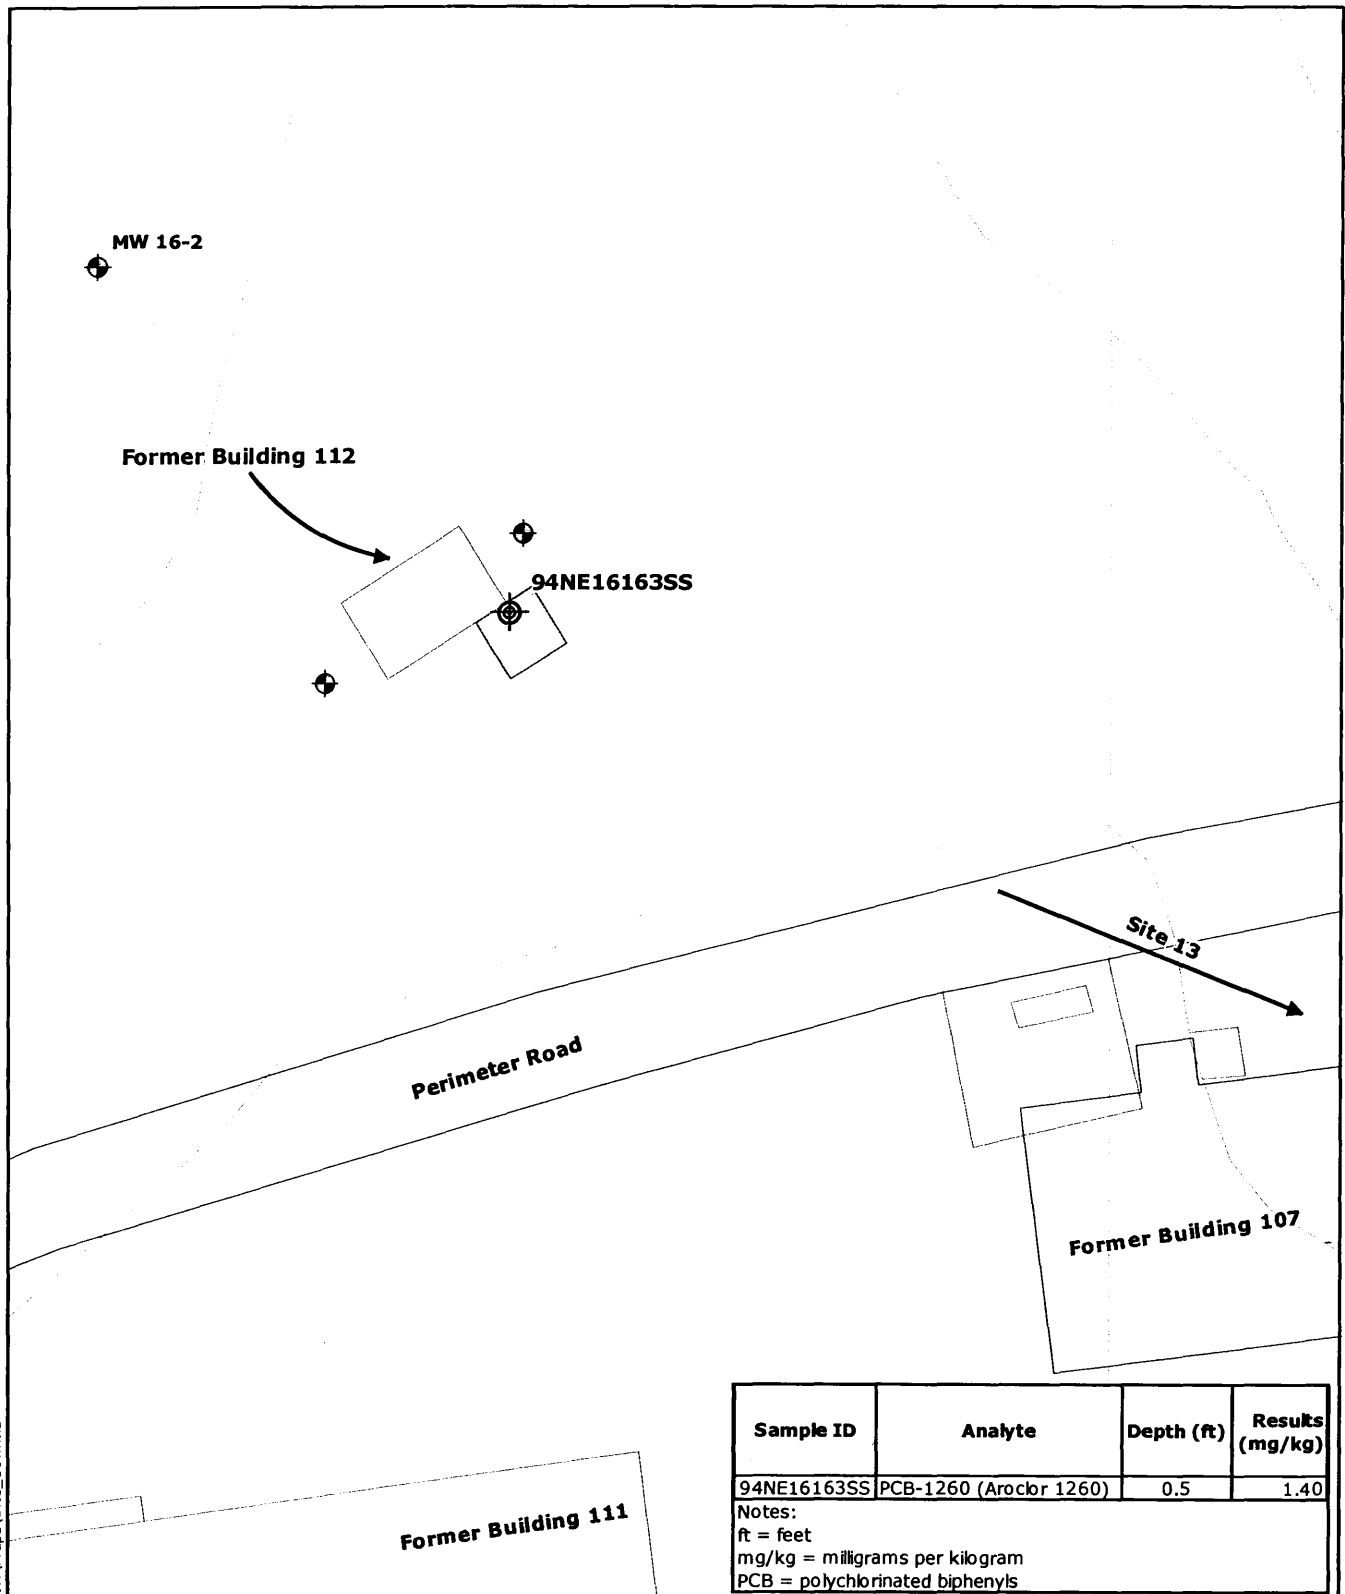 MW 16-2
Former Building 112
94NE16163SS
Site 13
Perimeter Road
Former Building 107
Former Building 111
Sample ID Analyte Depth (ft) Results (mg/kg)
94NE16163SS PCB-1260 (Aroclor 1260) 0.5 1.40
Notes:
ft = feet
mg/kg = milligrams per kilogram
PCB = polychlorinated biphenyls